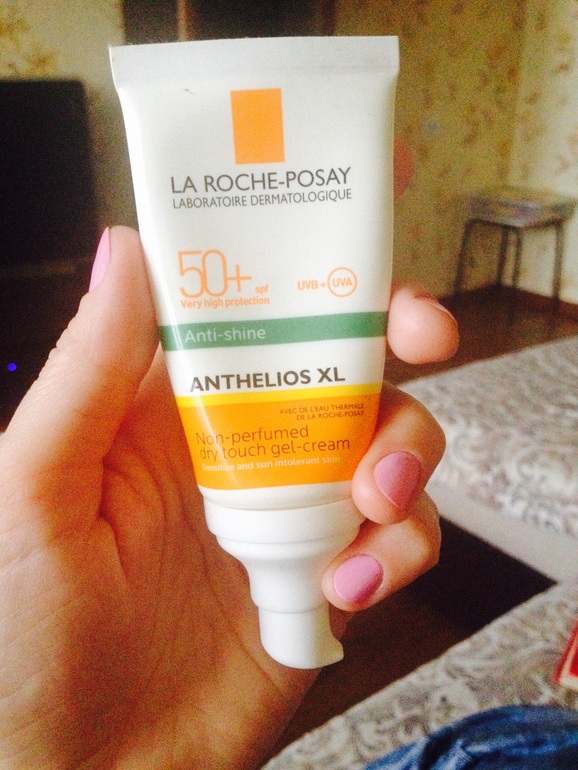 LA ROCHE-POSAY
LABORATOIRE DERMATOLOGIQUE
50+ spf
Very high protection
UVB + UVA
Anti-shine
ANTHELIOS XL
AVEC DE L'EAU THERMALE
DE LA ROCHE-POSAY
Non-perfumed
dry touch gel-cream
Sensitive and sun intolerant skin